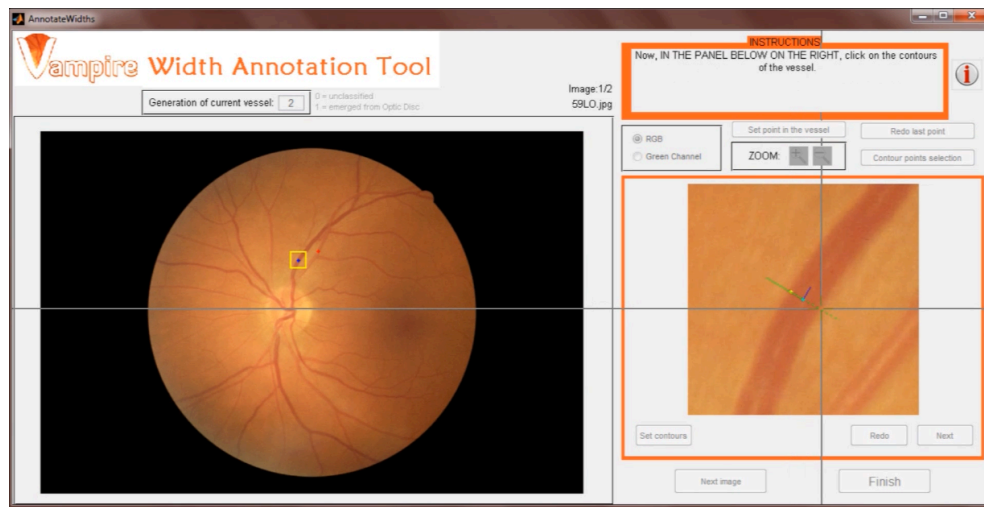 AnnotateWidths
Vampire Width Annotation Tool
Generation of current vessel: 2
0 = unclassified
1 = emerged from Optic Disc
Image:1/2
59LO.jpg
INSTRUCTIONS
Now, IN THE PANEL BELOW ON THE RIGHT, click on the contours
of the vessel.
RGB
Green Channel
Set point in the vessel
ZOOM:
Redo last point
Contour points selection
Set contours
Redo
Next
Next image
Finish